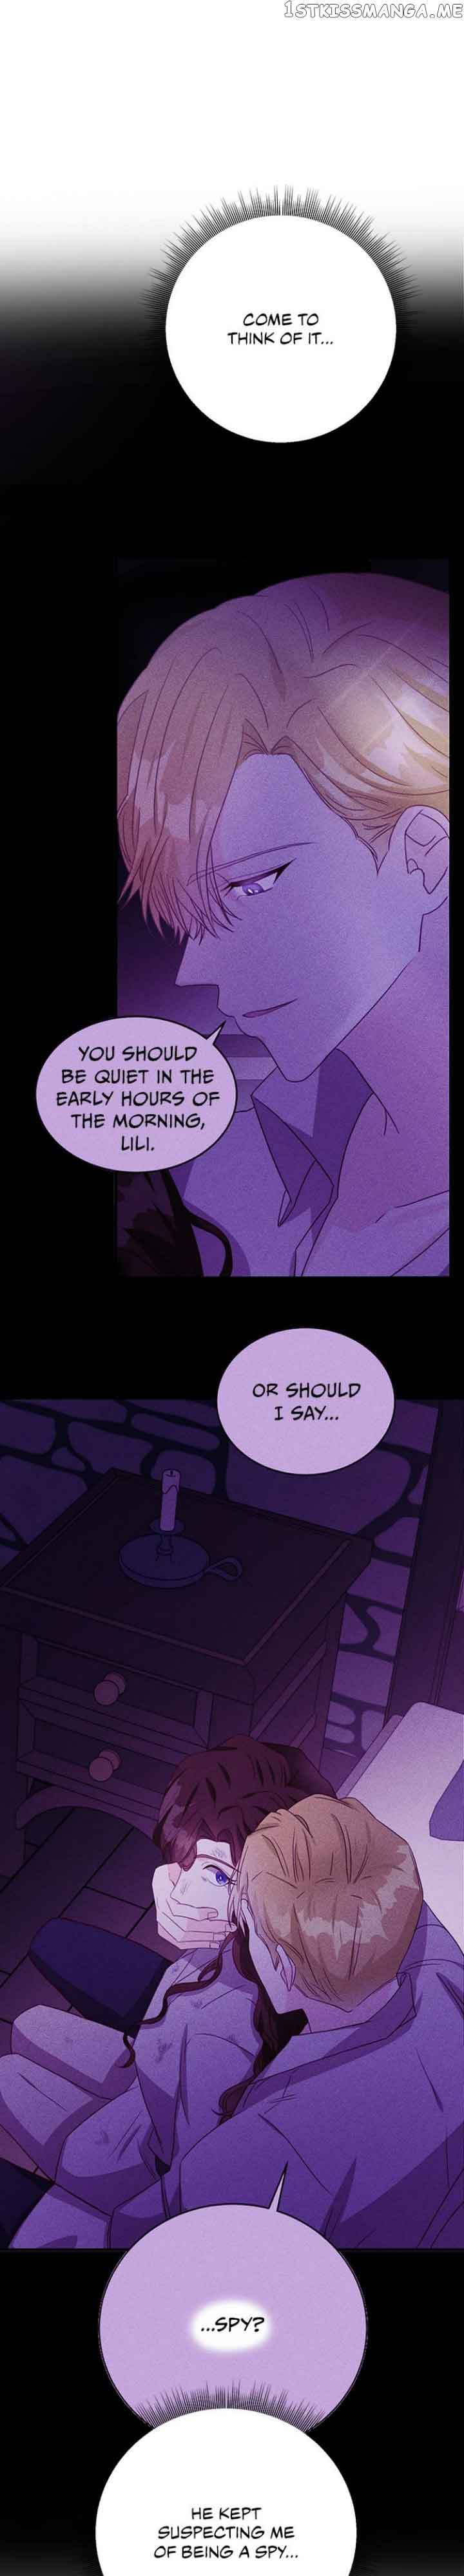 1STKISSMANGA.ME
COME TO
THINK OF IT...
YOU SHOULD
BE QUIET IN THE
EARLY HOURS OF
THE MORNING,
LILI.
OR SHOULD
I SAY...
...SPY?
HE KEPT
SUSPECTING ME
OF BEING A SPY...